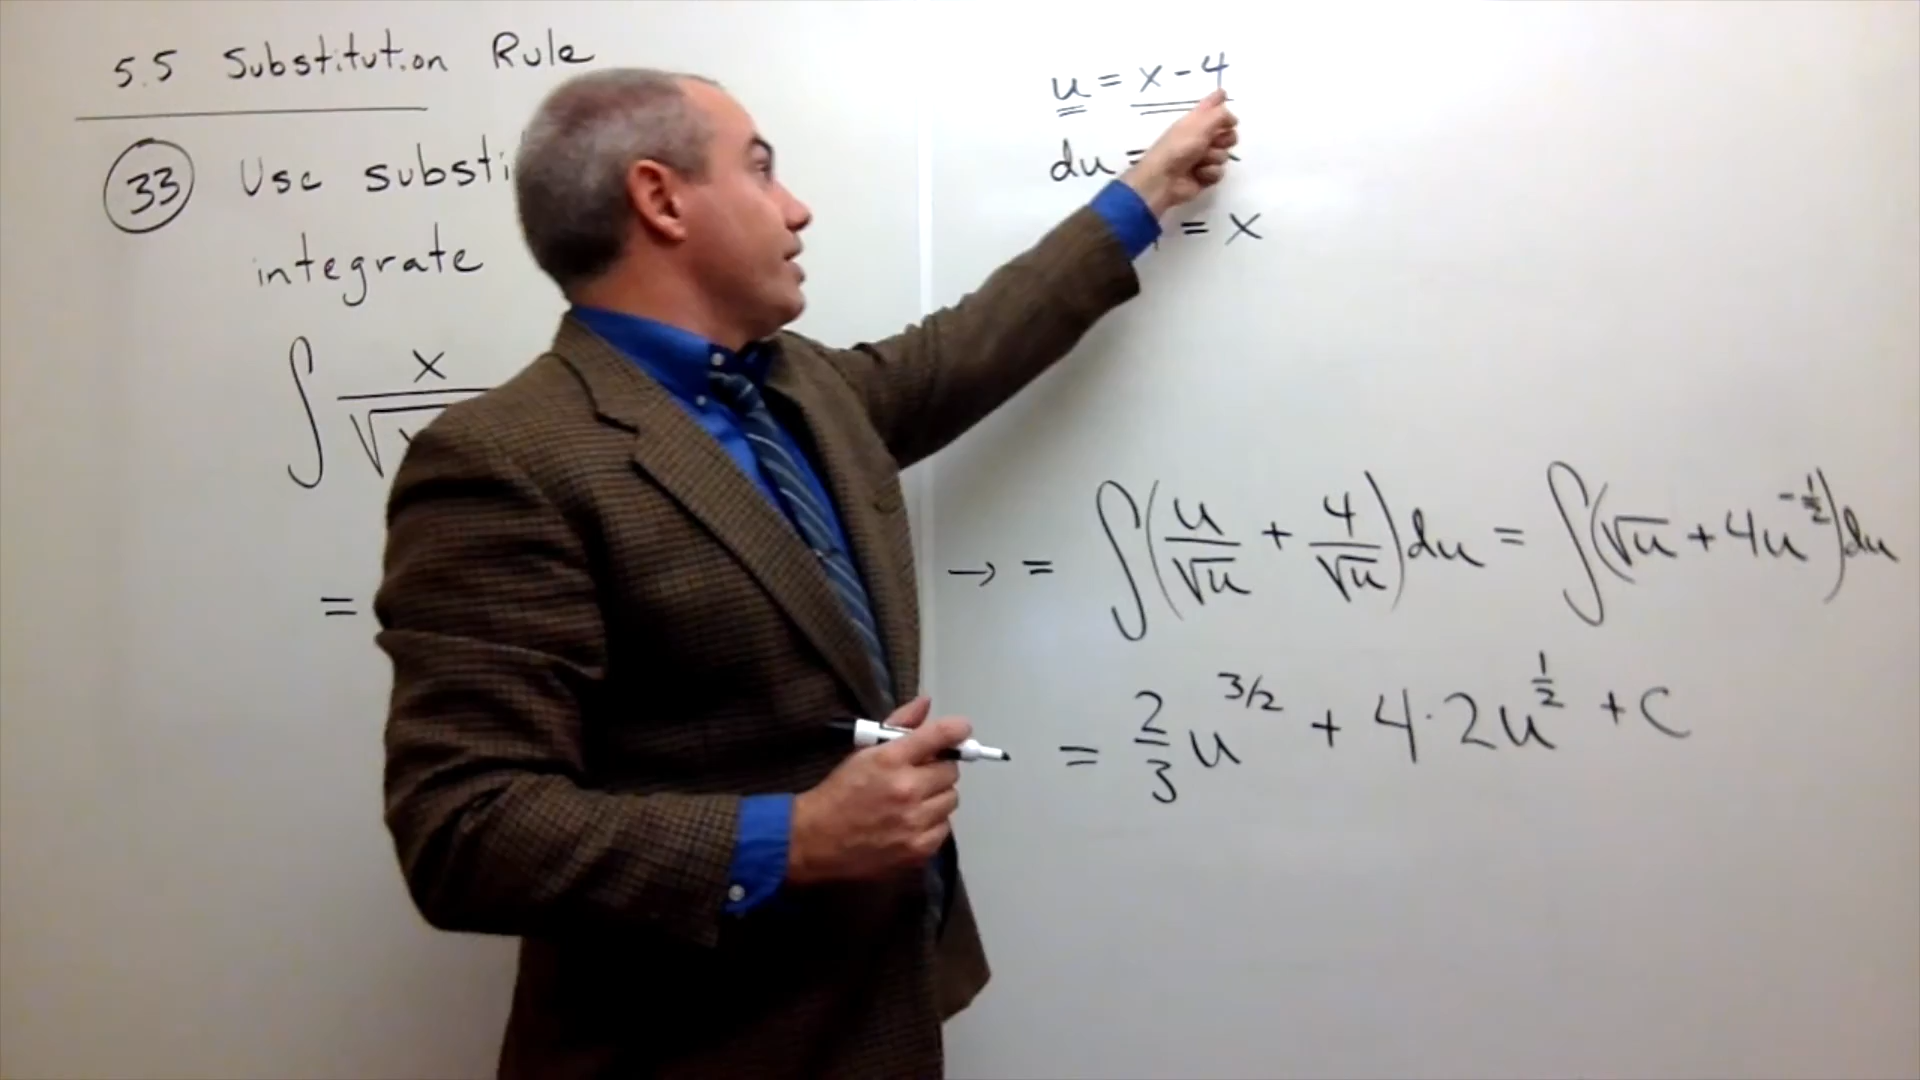 5.5 Substitution Rule
33 Use substi
integrate
∫ x / √
=
u = x - 4
du =
= x
→ = ∫(u/√u + 4/√u)du = ∫(√u + 4u^(-1/2))du
= 2/3 u^(3/2) + 4·2u^(1/2) + C